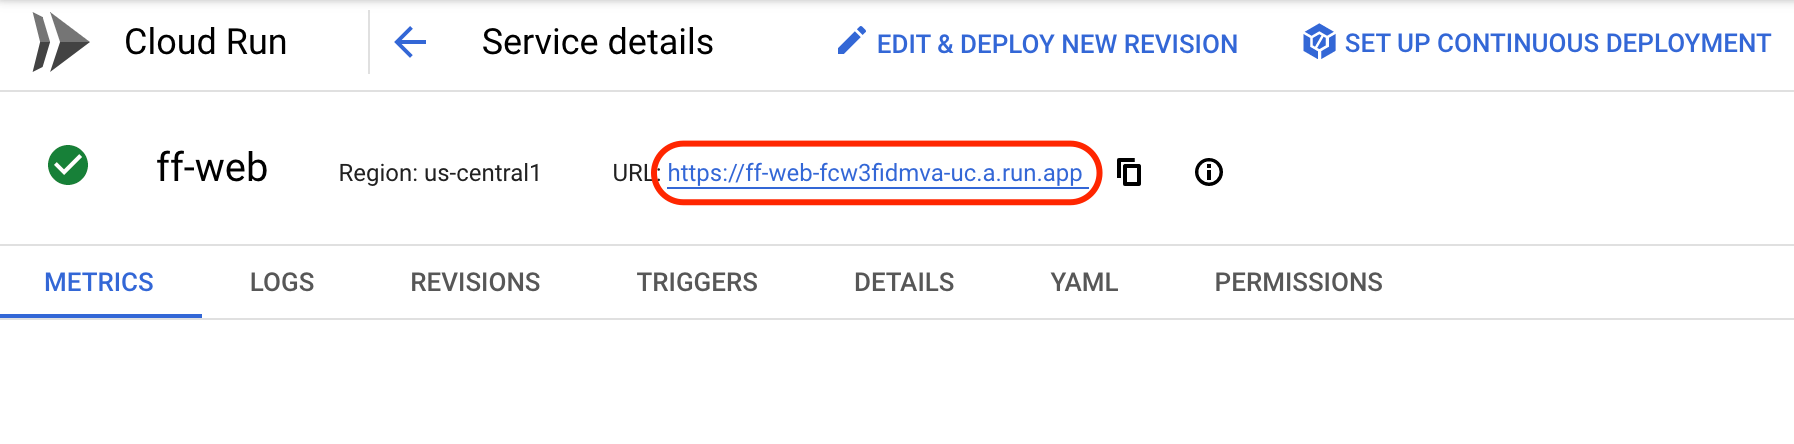 Cloud Run Service details EDIT & DEPLOY NEW REVISION SET UP CONTINUOUS DEPLOYMENT
ff-web Region: us-central1 URL: https://ff-web-fcw3fidmva-uc.a.run.app
METRICS LOGS REVISIONS TRIGGERS DETAILS YAML PERMISSIONS